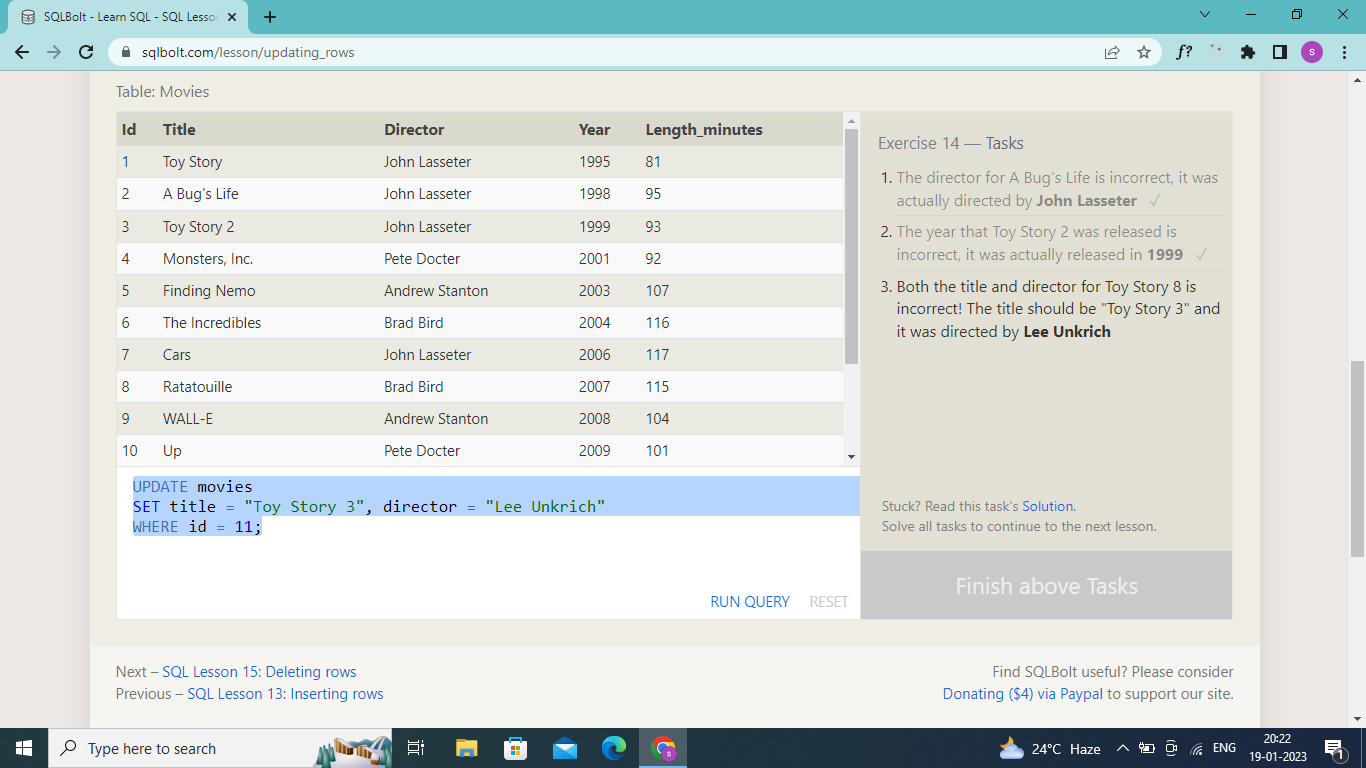 SQLBolt - Learn SQL - SQL Lesson
sqlbolt.com/lesson/updating_rows
f?
s
Table: Movies
Id Title Director Year Length_minutes
1 Toy Story John Lasseter 1995 81
2 A Bug's Life John Lasseter 1998 95
3 Toy Story 2 John Lasseter 1999 93
4 Monsters, Inc. Pete Docter 2001 92
5 Finding Nemo Andrew Stanton 2003 107
6 The Incredibles Brad Bird 2004 116
7 Cars John Lasseter 2006 117
8 Ratatouille Brad Bird 2007 115
9 WALL-E Andrew Stanton 2008 104
10 Up Pete Docter 2009 101
UPDATE movies
SET title = "Toy Story 3", director = "Lee Unkrich"
WHERE id = 11;
RUN QUERY RESET
Exercise 14 — Tasks
1. The director for A Bug's Life is incorrect, it was
actually directed by John Lasseter ✓
2. The year that Toy Story 2 was released is
incorrect, it was actually released in 1999 ✓
3. Both the title and director for Toy Story 8 is
incorrect! The title should be "Toy Story 3" and
it was directed by Lee Unkrich
Stuck? Read this task's Solution.
Solve all tasks to continue to the next lesson.
Finish above Tasks
Next – SQL Lesson 15: Deleting rows
Previous – SQL Lesson 13: Inserting rows
Find SQLBolt useful? Please consider
Donating ($4) via Paypal to support our site.
Type here to search
s
24°C Haze
ENG
20:22
19-01-2023
1